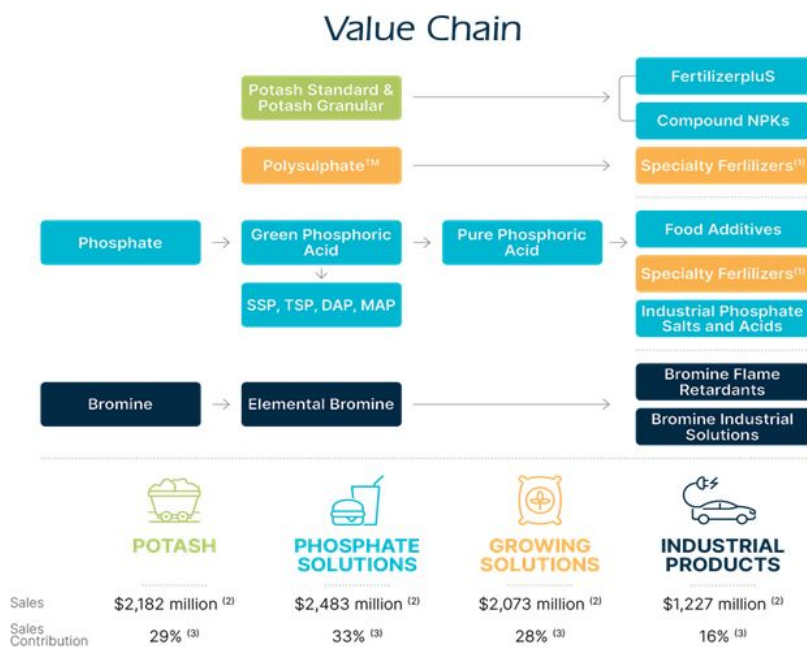 Value Chain
Potash Standard &
Potash Granular
FertilizerpluS
Compound NPKs
Polysulphate™
Specialty Ferlilizers(1)
Phosphate
Green Phosphoric
Acid
Pure Phosphoric
Acid
Food Additives
Specialty Ferlilizers(1)
SSP, TSP, DAP, MAP
Industrial Phosphate
Salts and Acids
Bromine
Elemental Bromine
Bromine Flame
Retardants
Bromine Industrial
Solutions
POTASH
PHOSPHATE
SOLUTIONS
GROWING
SOLUTIONS
INDUSTRIAL
PRODUCTS
Sales $2,182 million (2) $2,483 million (2) $2,073 million (2) $1,227 million (2)
Sales
Contribution 29% (3) 33% (3) 28% (3) 16% (3)